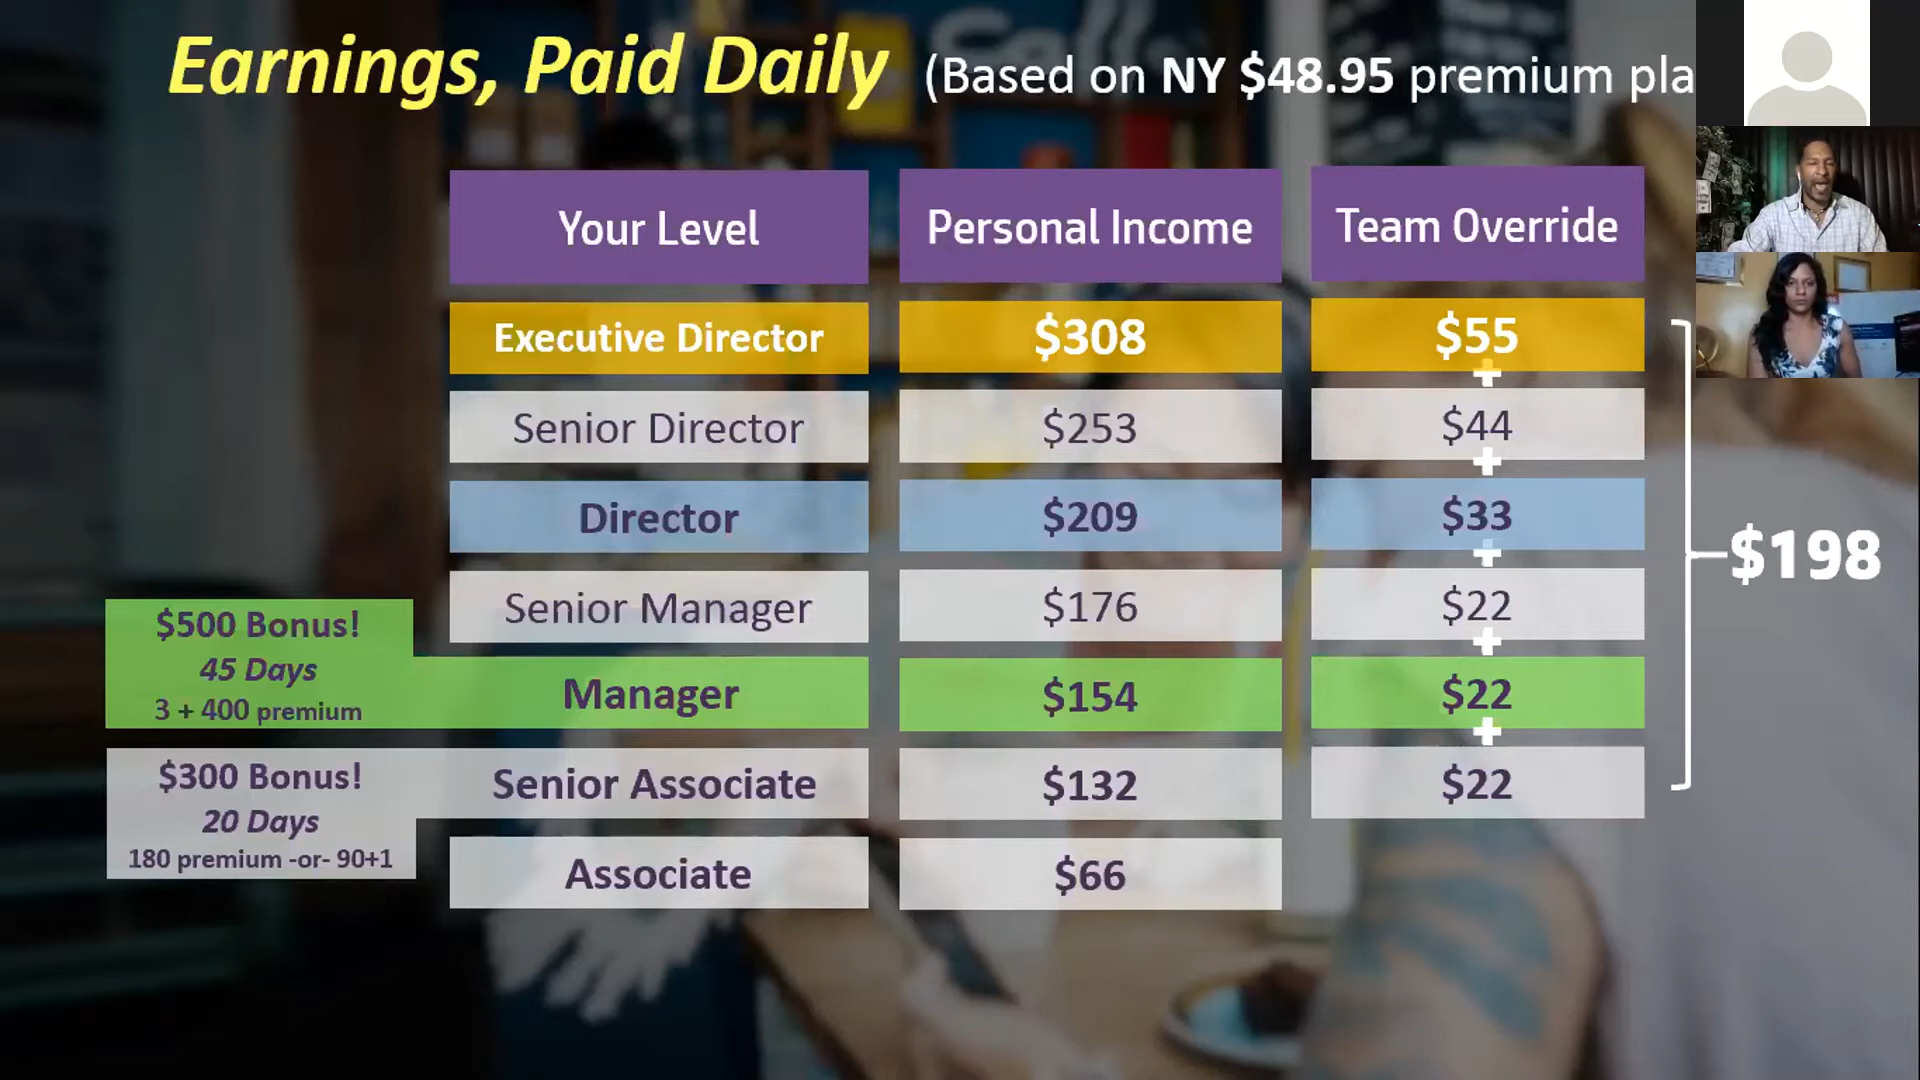 Earnings, Paid Daily (Based on NY $48.95 premium pla
Your Level Personal Income Team Override
Executive Director $308 $55
+
Senior Director $253 $44
+
Director $209 $33
+
$198
Senior Manager $176 $22
+
$500 Bonus!
45 Days
3 + 400 premium
Manager $154 $22
+
$300 Bonus!
20 Days
180 premium -or- 90+1
Senior Associate $132 $22
Associate $66